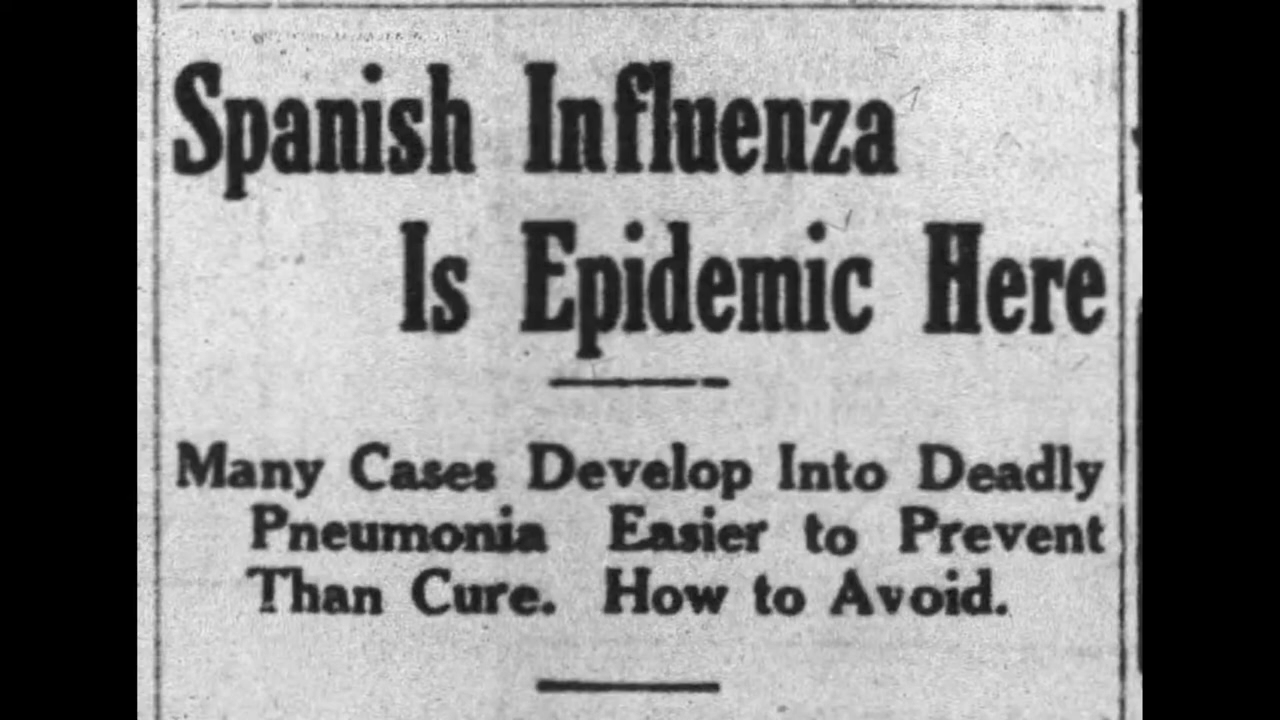 Spanish Influenza
Is Epidemic Here
Many Cases Develop Into Deadly
Pneumonia Easier to Prevent
Than Cure. How to Avoid.